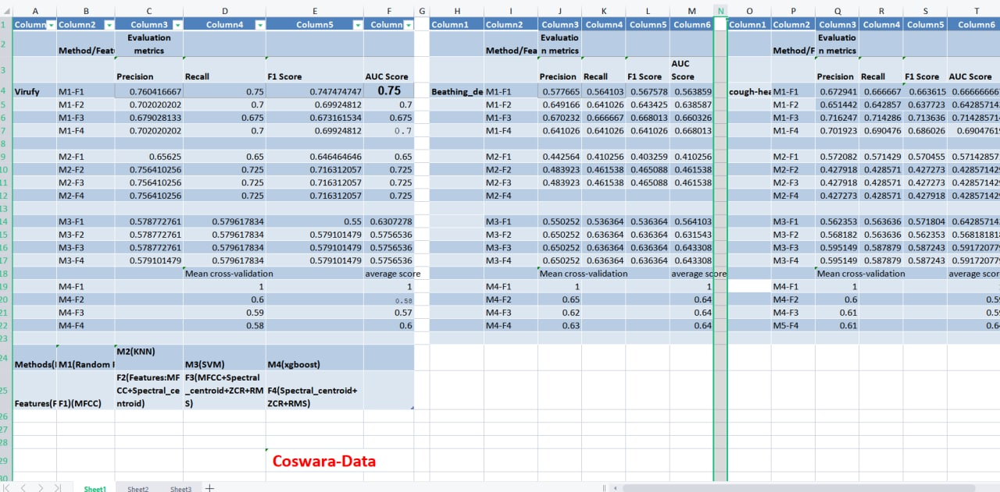 A B C D E F G H I J K L M N O P Q R S T
1 Column Column2 Column3 Column4 Column5 Column Column1 Column2 Column3 Column4 Column5 Column6 Column1 Column2 Column3 Column4 Column5 Column6
2 Method/Feat Evaluation metrics Method/Fea Evaluatio n metrics Method/F Evaluatio n metrics
3 Precision Recall F1 Score AUC Score Precision Recall F1 Score AUC Score Precision Recall F1 Score AUC Score
4 Virufy M1-F1 0.760416667 0.75 0.747474747 0.75 Beathing_de M1-F1 0.577665 0.564103 0.567578 0.563859 cough-hea M1-F1 0.672941 0.666667 0.663615 0.66666666
5 M1-F2 0.702020202 0.7 0.69924812 0.7 M1-F2 0.649166 0.641026 0.643425 0.638587 M1-F2 0.651442 0.642857 0.637723 0.64285714
6 M1-F3 0.679028133 0.675 0.673161534 0.675 M1-F3 0.670232 0.666667 0.668013 0.660326 M1-F3 0.716247 0.714286 0.713636 0.71428571
7 M1-F4 0.702020202 0.7 0.69924812 0.7 M1-F4 0.641026 0.641026 0.641026 0.668013 M1-F4 0.701923 0.690476 0.686026 0.6904761
8
9 M2-F1 0.65625 0.65 0.646464646 0.65 M2-F1 0.442564 0.410256 0.403259 0.410256 M2-F1 0.572082 0.571429 0.570455 0.57142857
10 M2-F2 0.756410256 0.725 0.716312057 0.725 M2-F2 0.483923 0.461538 0.465088 0.461538 M2-F2 0.427918 0.428571 0.427273 0.42857142
11 M2-F3 0.756410256 0.725 0.716312057 0.725 M2-F3 0.483923 0.461538 0.465088 0.461538 M2-F3 0.427918 0.428571 0.427273 0.42857142
12 M2-F4 0.756410256 0.725 0.716312057 0.725 M2-F4 M2-F4 0.427273 0.428571 0.427918 0.42857142
13
14 M3-F1 0.578772761 0.579617834 0.55 0.6307278 M3-F1 0.550252 0.636364 0.636364 0.564103 M3-F1 0.562353 0.563636 0.571804 0.64285714
15 M3-F2 0.578772761 0.579617834 0.579101479 0.5756536 M3-F2 0.650252 0.636364 0.636364 0.631543 M3-F2 0.568182 0.563636 0.562353 0.56818181
16 M3-F3 0.578772761 0.579617834 0.579101479 0.5756536 M3-F3 0.650252 0.636364 0.636364 0.643308 M3-F3 0.595149 0.587879 0.587243 0.59172077
17 M3-F4 0.579101479 0.579617834 0.579101479 0.5756536 M3-F4 0.650252 0.636364 0.636364 0.643308 M3-F4 0.595149 0.587879 0.587243 0.59172077
18 Mean cross-validation average score Mean cross-validation average score Mean cross-validation average score
19 M4-F1 1 1 M4-F1 1 1 M4-F1 1
20 M4-F2 0.6 0.58 M4-F2 0.65 0.64 M4-F2 0.6 0.5
21 M4-F3 0.59 0.57 M4-F3 0.62 0.64 M4-F3 0.61 0.5
22 M4-F4 0.58 0.6 M4-F4 0.63 0.64 M5-F4 0.61 0.6
23
24 Methods( M1(Random F M2(KNN) M3(SVM) M4(xgboost)
25 Features(F F1)(MFCC) F2(Features:MF CC+Spectral_ce ntroid) F3(MFCC+Spectral _centroid+ZCR+RM S) F4(Spectral_centroid+ ZCR+RMS)
26
27
28
29 Coswara-Data
30
Sheet1 Sheet2 Sheet3